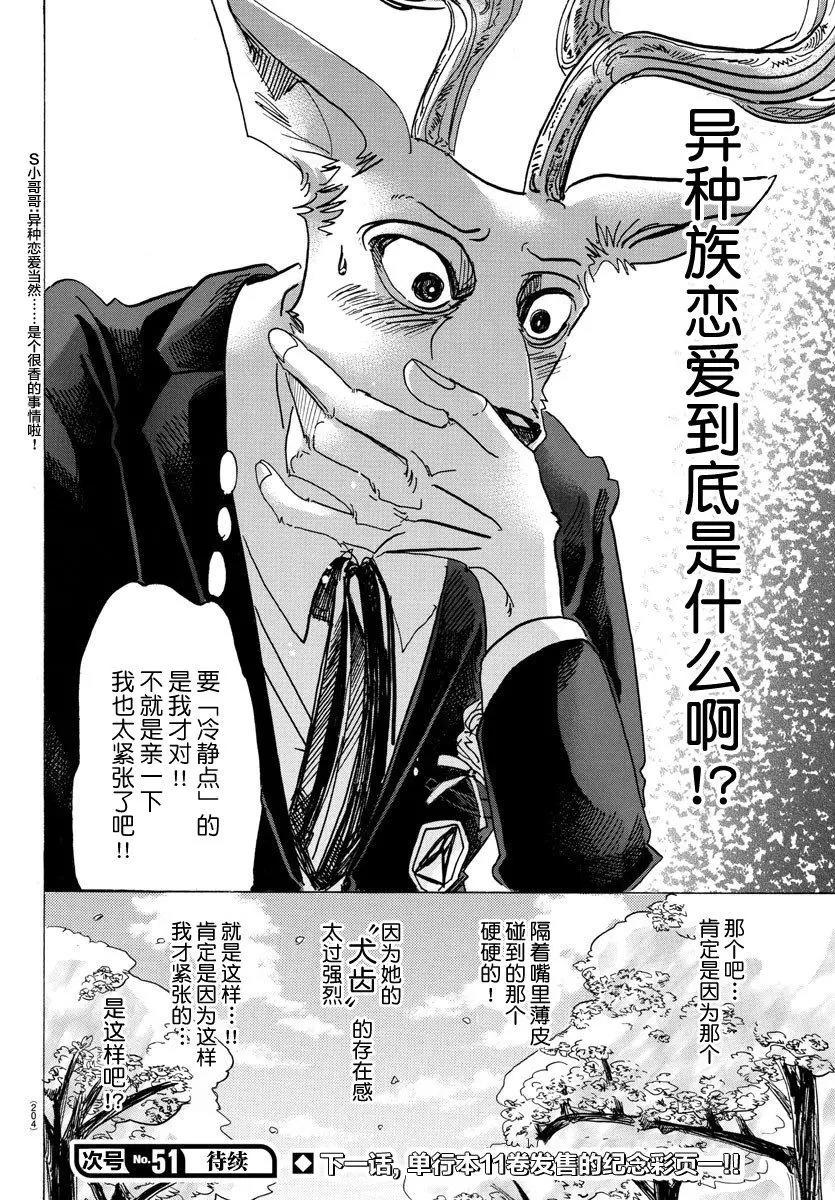 异种族恋爱到底是什么啊!?
要「冷静点」的
是我才对!!
不就是亲一下
我也太紧张了吧!!
S小哥哥:异种恋爱当然……是个很香的事情啦!
那个吧…
肯定是因为那个
隔着嘴里薄皮
碰到的那个
硬硬的!
因为她的
〝犬齿〟的存在感
太过强烈
就是这样…!!
肯定是因为这样
我才紧张的…
是这样吧!?
(204)
次号 No.51 待续
◆下一话,单行本11卷发售的纪念彩页—!!